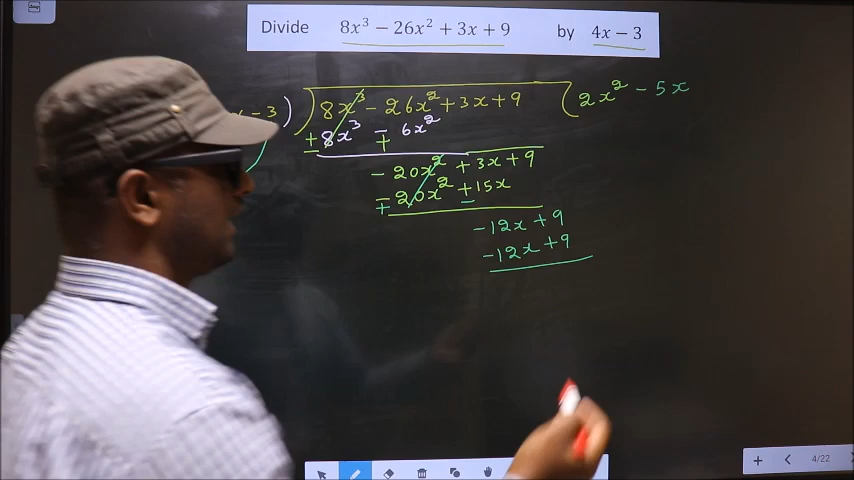 Divide 8x³ − 26x² + 3x + 9 by 4x − 3
− 3 ) 8x³ − 26x² + 3x + 9 ( 2x² − 5x
+ 8x³ − 6x²
− +
− 20x² + 3x + 9
− 20x² + 15x
+ −
−12x + 9
−12x + 9
4/22